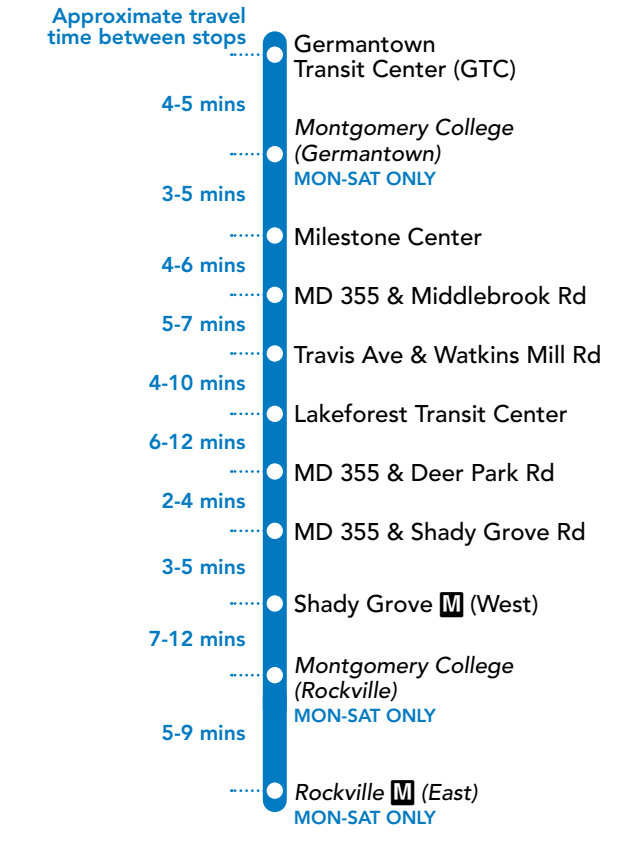 Approximate travel
time between stops
Germantown
Transit Center (GTC)
4-5 mins
Montgomery College
(Germantown)
MON-SAT ONLY
3-5 mins
Milestone Center
4-6 mins
MD 355 & Middlebrook Rd
5-7 mins
Travis Ave & Watkins Mill Rd
4-10 mins
Lakeforest Transit Center
6-12 mins
MD 355 & Deer Park Rd
2-4 mins
MD 355 & Shady Grove Rd
3-5 mins
Shady Grove M (West)
7-12 mins
Montgomery College
(Rockville)
MON-SAT ONLY
5-9 mins
Rockville M (East)
MON-SAT ONLY